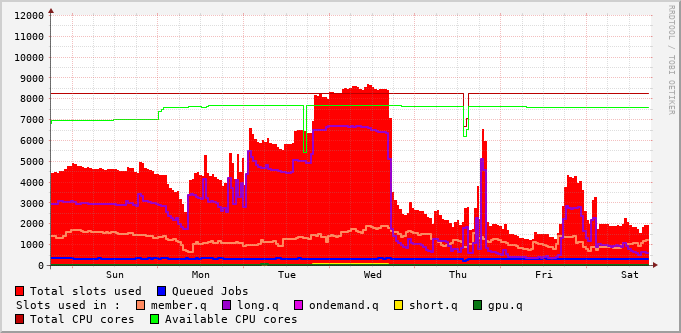 RRDTOOL / TOBI OETIKER
12000
11000
10000
9000
8000
7000
6000
5000
4000
3000
2000
1000
0
Sun Mon Tue Wed Thu Fri Sat
Total slots used Queued Jobs
Slots used in : member.q long.q ondemand.q short.q gpu.q
Total CPU cores Available CPU cores